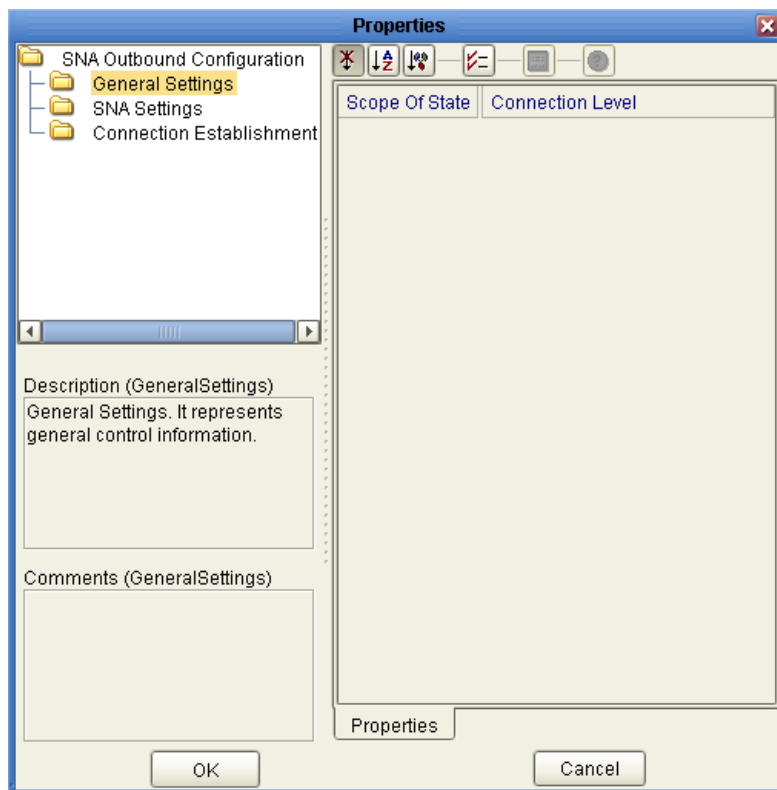 Properties
SNA Outbound Configuration
General Settings
SNA Settings
Connection Establishment
Description (GeneralSettings)
General Settings. It represents
general control information.
Comments (GeneralSettings)
Scope Of State Connection Level
Properties
OK
Cancel